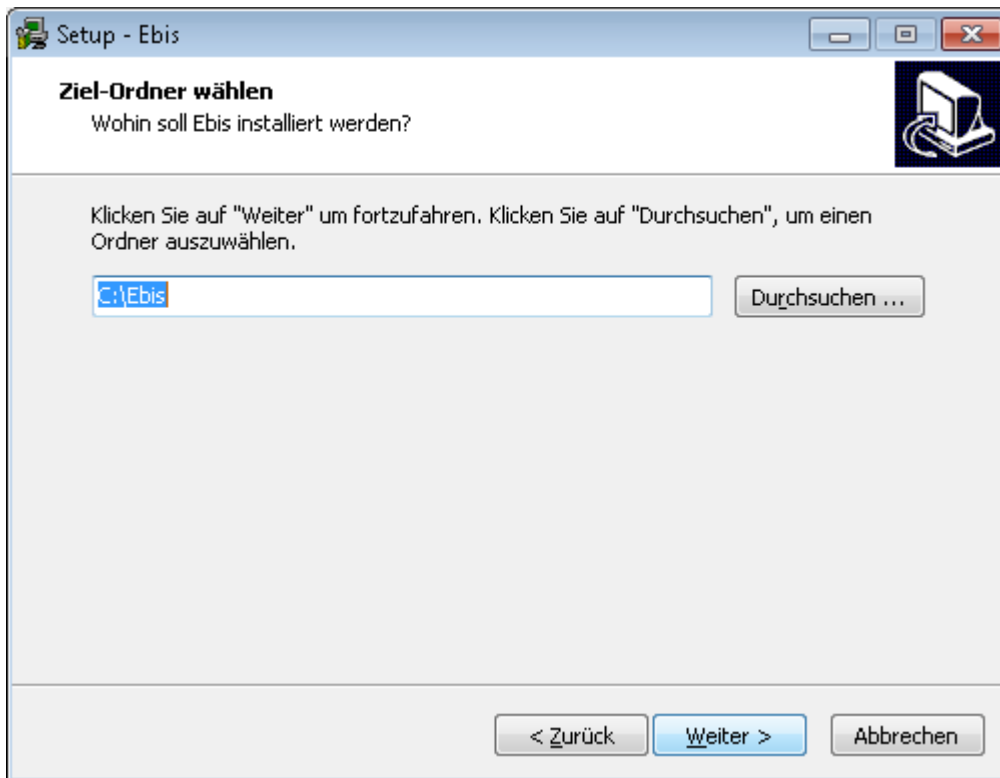 Setup - Ebis
Ziel-Ordner wählen
Wohin soll Ebis installiert werden?
Klicken Sie auf "Weiter" um fortzufahren. Klicken Sie auf "Durchsuchen", um einen
Ordner auszuwählen.
C:\Ebis
Durchsuchen ...
< Zurück
Weiter >
Abbrechen